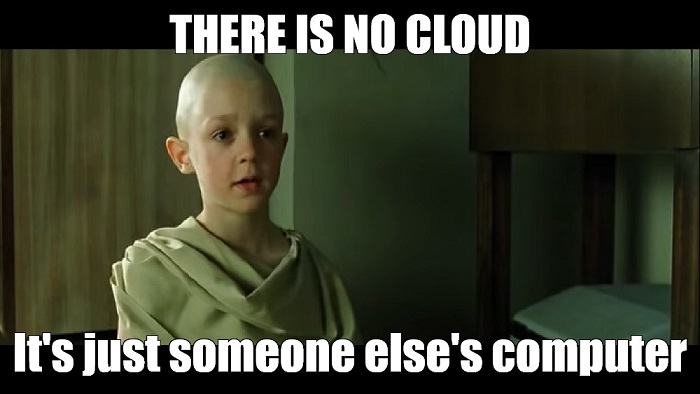 THERE IS NO CLOUD
It's just someone else's computer